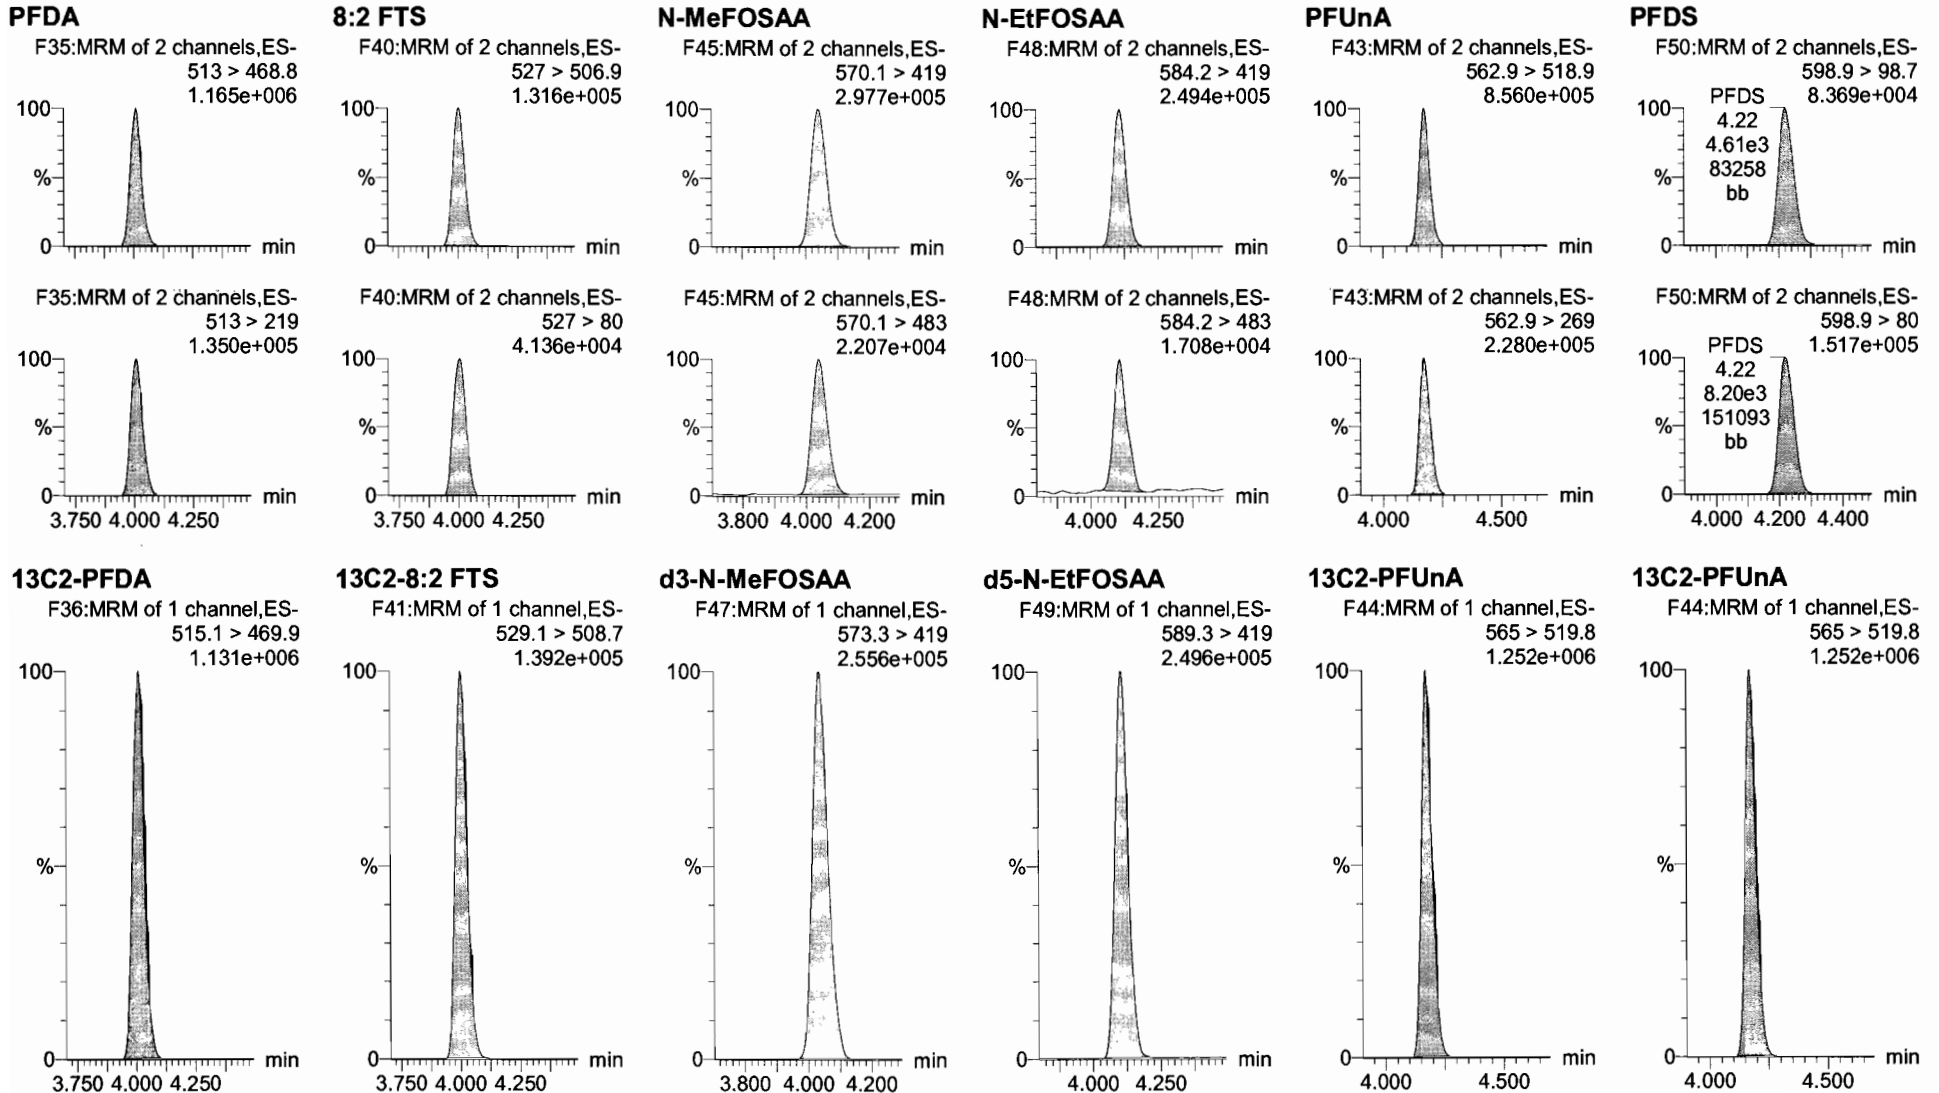 PFDA
F35:MRM of 2 channels,ES-
513 > 468.8
1.165e+006
100
%
0
min
F35:MRM of 2 channels,ES-
513 > 219
1.350e+005
100
%
0
min
3.750 4.000 4.250
8:2 FTS
F40:MRM of 2 channels,ES-
527 > 506.9
1.316e+005
100
%
0
min
F40:MRM of 2 channels,ES-
527 > 80
4.136e+004
100
%
0
min
3.750 4.000 4.250
N-MeFOSAA
F45:MRM of 2 channels,ES-
570.1 > 419
2.977e+005
100
%
0
min
F45:MRM of 2 channels,ES-
570.1 > 483
2.207e+004
100
%
0
min
3.800 4.000 4.200
N-EtFOSAA
F48:MRM of 2 channels,ES-
584.2 > 419
2.494e+005
100
%
0
min
F48:MRM of 2 channels,ES-
584.2 > 483
1.708e+004
100
%
0
min
4.000 4.250
PFUnA
F43:MRM of 2 channels,ES-
562.9 > 518.9
8.560e+005
100
%
0
min
F43:MRM of 2 channels,ES-
562.9 > 269
2.280e+005
100
%
0
min
4.000 4.500
PFDS
F50:MRM of 2 channels,ES-
598.9 > 98.7
8.369e+004
PFDS
4.22
4.61e3
83258
bb
100
%
0
min
F50:MRM of 2 channels,ES-
598.9 > 80
1.517e+005
PFDS
4.22
8.20e3
151093
bb
100
%
0
min
4.000 4.200 4.400
13C2-PFDA
F36:MRM of 1 channel,ES-
515.1 > 469.9
1.131e+006
100
%
0
min
3.750 4.000 4.250
13C2-8:2 FTS
F41:MRM of 1 channel,ES-
529.1 > 508.7
1.392e+005
100
%
0
min
3.750 4.000 4.250
d3-N-MeFOSAA
F47:MRM of 1 channel,ES-
573.3 > 419
2.556e+005
100
%
0
min
3.800 4.000 4.200
d5-N-EtFOSAA
F49:MRM of 1 channel,ES-
589.3 > 419
2.496e+005
100
%
0
min
4.000 4.250
13C2-PFUnA
F44:MRM of 1 channel,ES-
565 > 519.8
1.252e+006
100
%
0
min
4.000 4.500
13C2-PFUnA
F44:MRM of 1 channel,ES-
565 > 519.8
1.252e+006
100
%
0
min
4.000 4.500